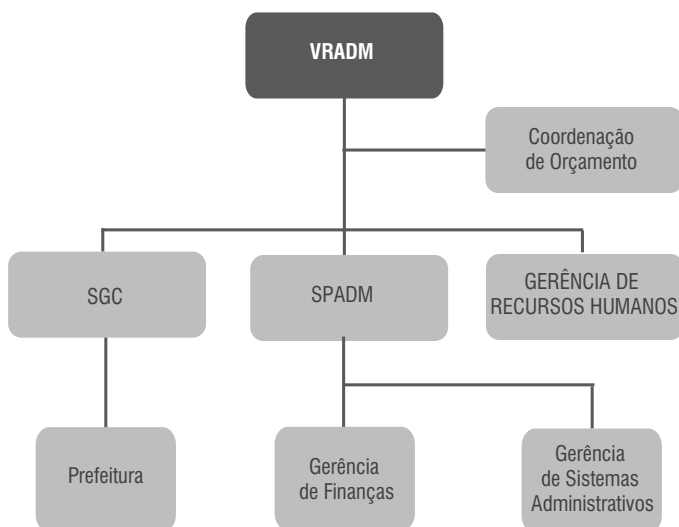 VRADM
Coordenação
de Orçamento
SGC
SPADM
GERÊNCIA DE
RECURSOS HUMANOS
Prefeitura
Gerência
de Finanças
Gerência
de Sistemas
Administrativos